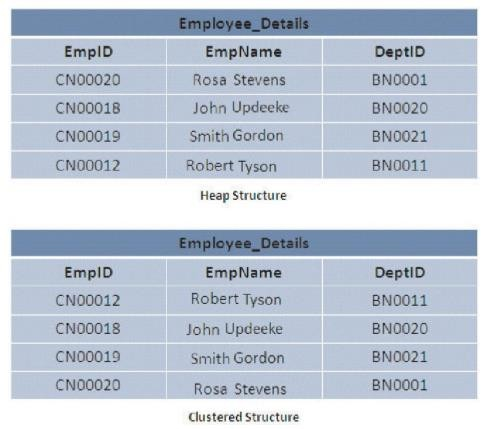 Employee_Details
EmpID EmpName DeptID
CN00020 Rosa Stevens BN0001
CN00018 John Updeeke BN0020
CN00019 Smith Gordon BN0021
CN00012 Robert Tyson BN0011
Heap Structure
Employee_Details
EmpID EmpName DeptID
CN00012 Robert Tyson BN0011
CN00018 John Updeeke BN0020
CN00019 Smith Gordon BN0021
CN00020 Rosa Stevens BN0001
Clustered Structure